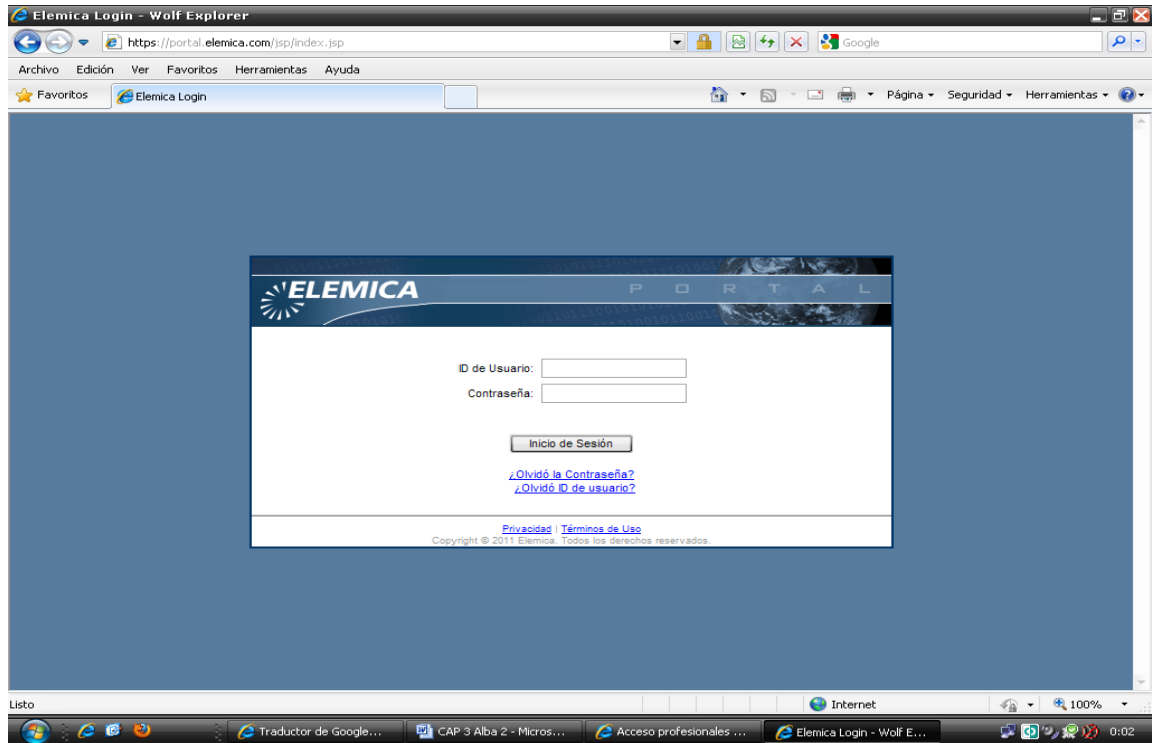 Elemica Login - Wolf Explorer
https://portal.elemica.com/jsp/index.jsp
Google
Archivo Edición Ver Favoritos Herramientas Ayuda
Favoritos Elemica Login Página Seguridad Herramientas
ELEMICA PORTAL
ID de Usuario:
Contraseña:
Inicio de Sesión
¿Olvidó la Contraseña?
¿Olvidó ID de usuario?
Privacidad | Términos de Uso
Copyright © 2011 Elemica. Todos los derechos reservados.
Listo Internet 100%
Traductor de Google... CAP 3 Alba 2 - Micros... Acceso profesionales ... Elemica Login - Wolf E... 0:02